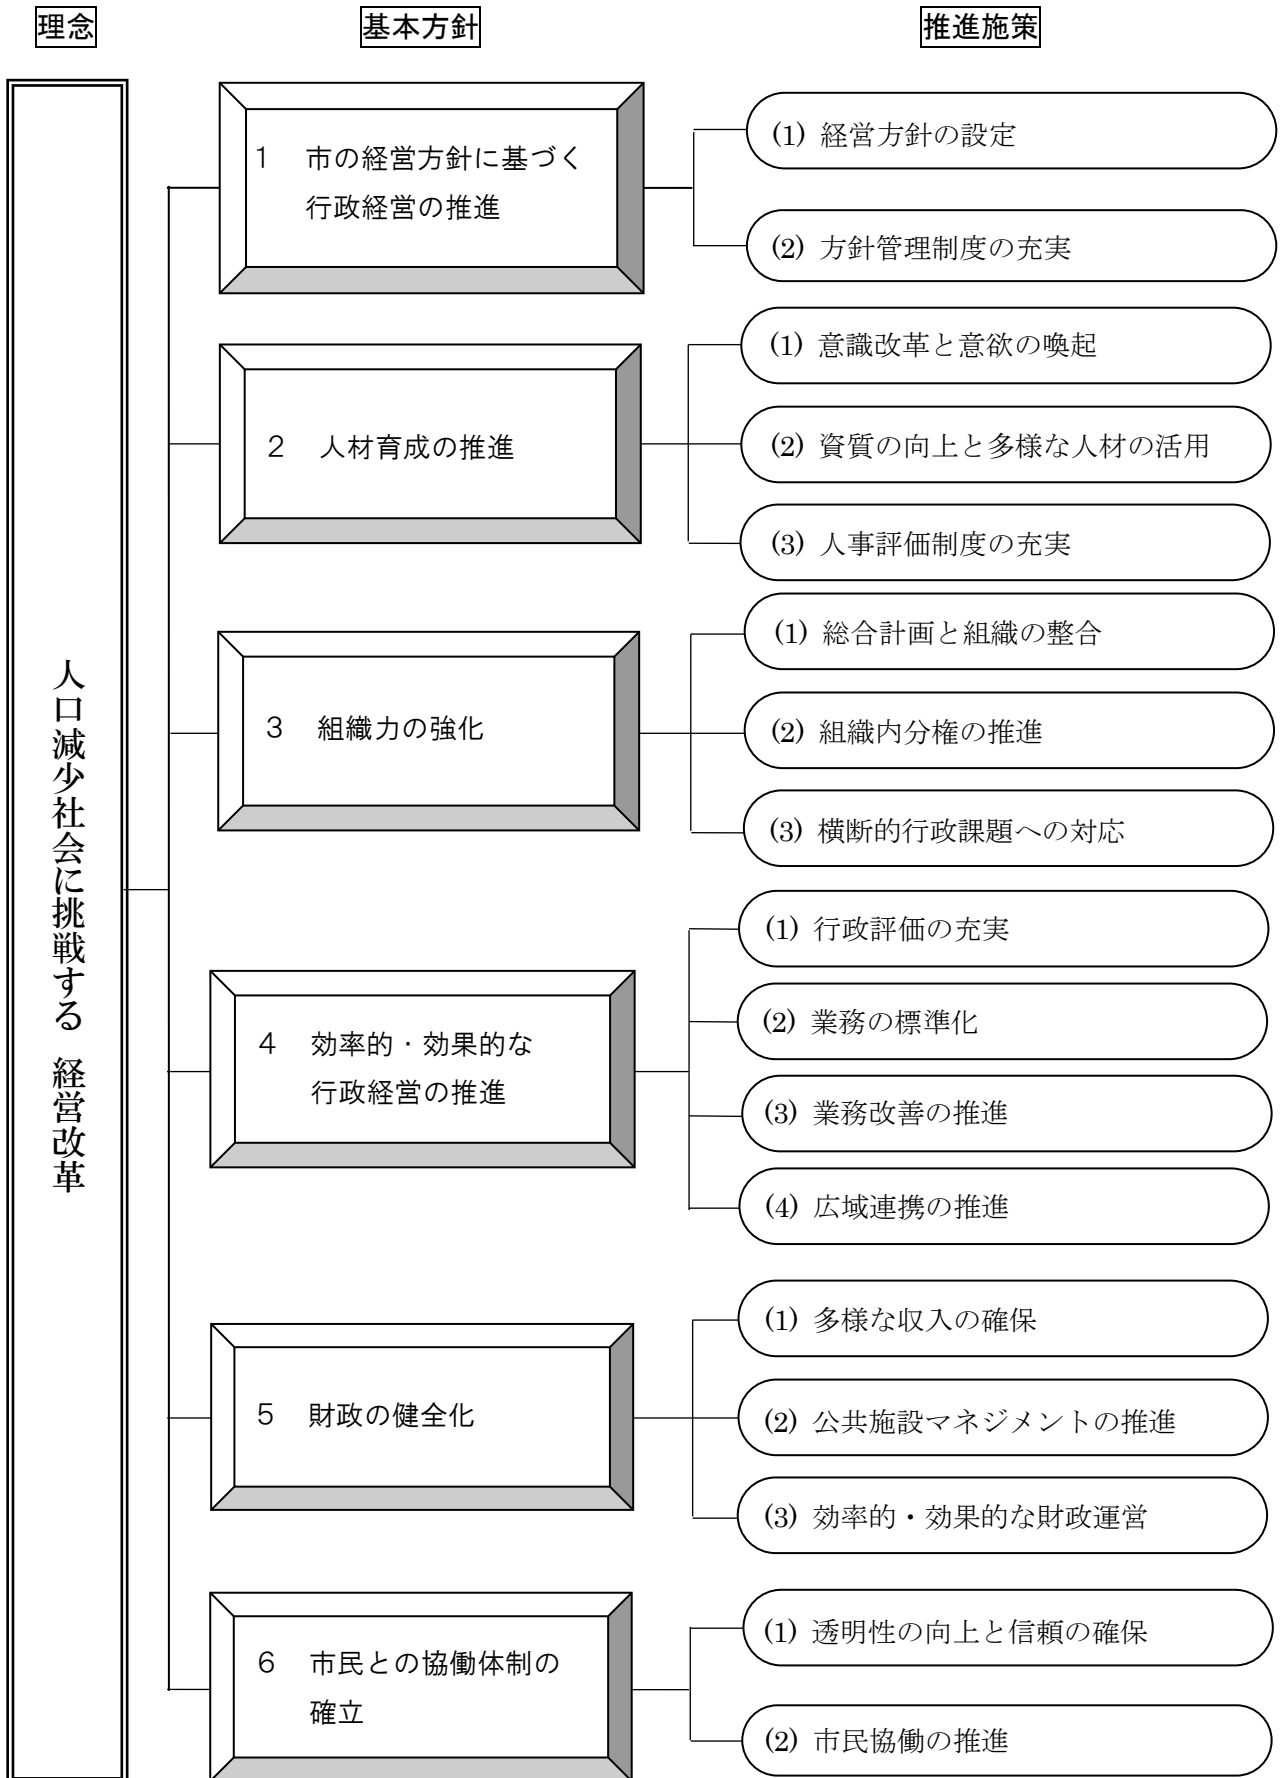 理念
基本方針
推進施策
人口減少社会に挑戦する 経営改革
1 市の経営方針に基づく
行政経営の推進
(1) 経営方針の設定
(2) 方針管理制度の充実
2 人材育成の推進
(1) 意識改革と意欲の喚起
(2) 資質の向上と多様な人材の活用
(3) 人事評価制度の充実
3 組織力の強化
(1) 総合計画と組織の整合
(2) 組織内分権の推進
(3) 横断的行政課題への対応
4 効率的・効果的な
行政経営の推進
(1) 行政評価の充実
(2) 業務の標準化
(3) 業務改善の推進
(4) 広域連携の推進
5 財政の健全化
(1) 多様な収入の確保
(2) 公共施設マネジメントの推進
(3) 効率的・効果的な財政運営
6 市民との協働体制の
確立
(1) 透明性の向上と信頼の確保
(2) 市民協働の推進